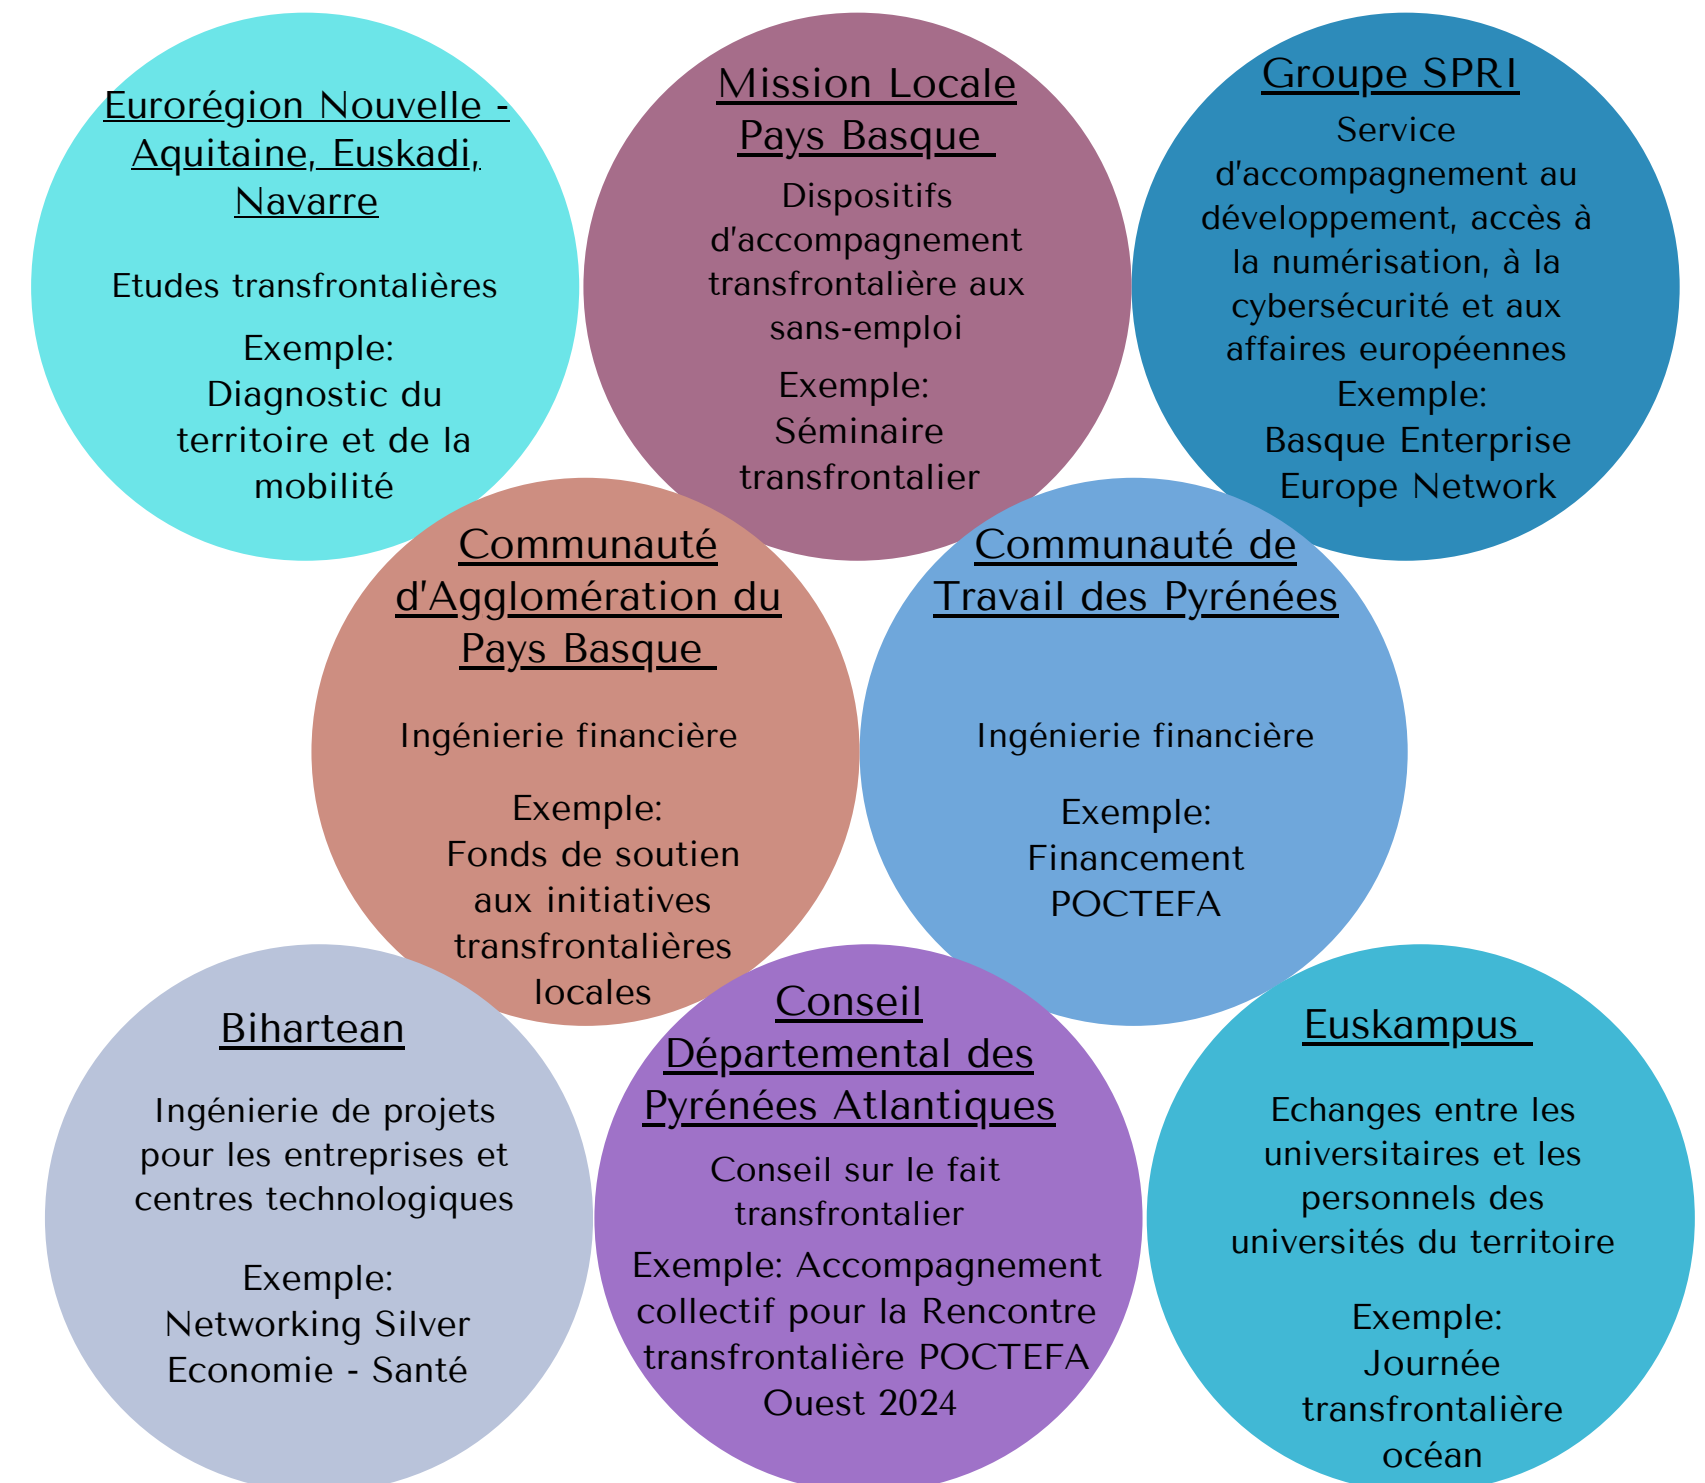 Eurorégion Nouvelle -
Aquitaine, Euskadi,
Navarre
Etudes transfrontalières
Exemple:
Diagnostic du
territoire et de la
mobilité
Mission Locale
Pays Basque
Dispositifs
d'accompagnement
transfrontalière aux
sans-emploi
Exemple:
Séminaire
transfrontalier
Groupe SPRI
Service
d'accompagnement au
développement, accès à
la numérisation, à la
cybersécurité et aux
affaires européennes
Exemple:
Basque Enterprise
Europe Network
Communauté
d'Agglomération du
Pays Basque
Ingénierie financière
Exemple:
Fonds de soutien
aux initiatives
transfrontalières
locales
Communauté de
Travail des Pyrénées
Ingénierie financière
Exemple:
Financement
POCTEFA
Bihartean
Ingénierie de projets
pour les entreprises et
centres technologiques
Exemple:
Networking Silver
Economie - Santé
Conseil
Départemental des
Pyrénées Atlantiques
Conseil sur le fait
transfrontalier
Exemple: Accompagnement
collectif pour la Rencontre
transfrontalière POCTEFA
Ouest 2024
Euskampus
Echanges entre les
universitaires et les
personnels des
universités du territoire
Exemple:
Journée
transfrontalière
océan